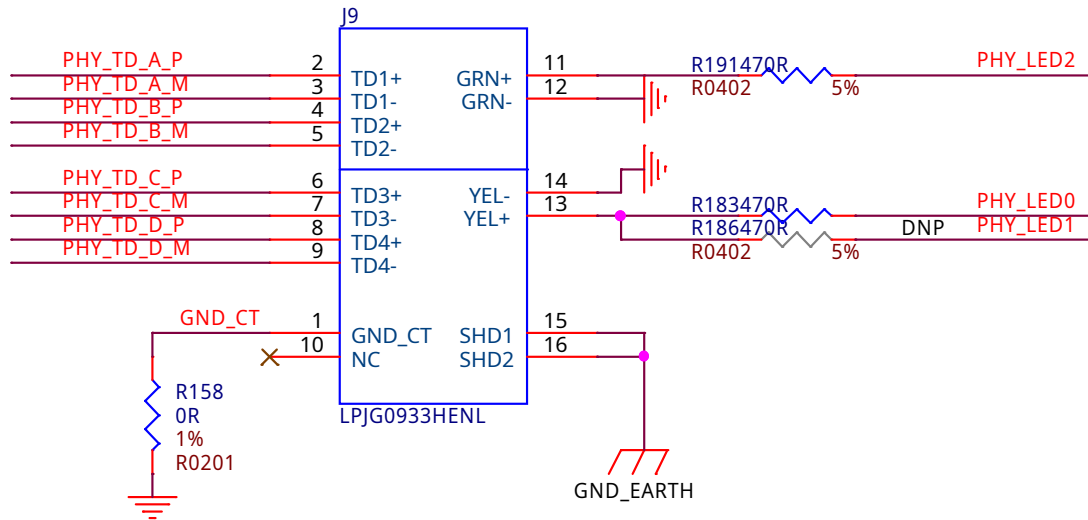 J9
PHY_TD_A_P 2 TD1+ GRN+ 11 R191 470R PHY_LED2
PHY_TD_A_M 3 TD1- GRN- 12 R0402 5%
PHY_TD_B_P 4 TD2+
PHY_TD_B_M 5 TD2-
PHY_TD_C_P 6 TD3+ YEL- 14
PHY_TD_C_M 7 TD3- YEL+ 13 R183 470R PHY_LED0
PHY_TD_D_P 8 TD4+ R186 470R DNP PHY_LED1
PHY_TD_D_M 9 TD4- R0402 5%
GND_CT 1 GND_CT SHD1 15
10 NC SHD2 16
R158
0R
1%
R0201
LPJG0933HENL
GND_EARTH